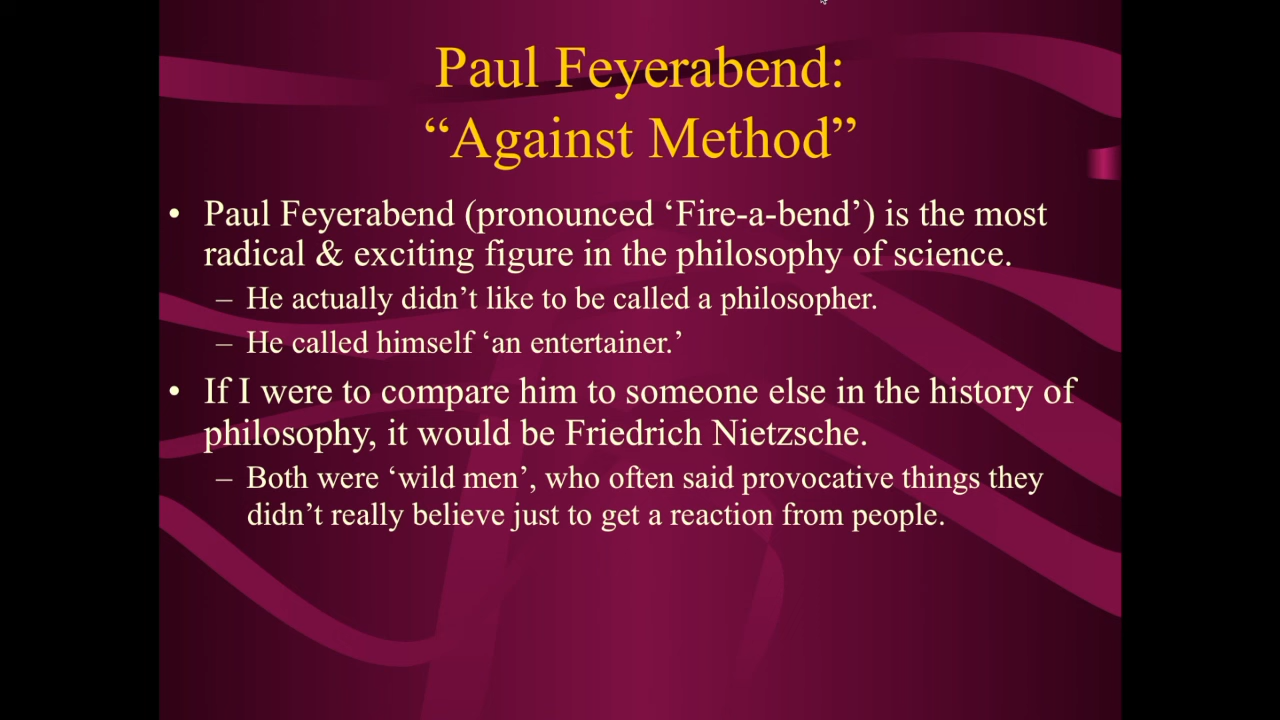 Paul Feyerabend:
“Against Method”
• Paul Feyerabend (pronounced ‘Fire-a-bend’) is the most
radical & exciting figure in the philosophy of science.
– He actually didn’t like to be called a philosopher.
– He called himself ‘an entertainer.’
• If I were to compare him to someone else in the history of
philosophy, it would be Friedrich Nietzsche.
– Both were ‘wild men’, who often said provocative things they
didn’t really believe just to get a reaction from people.